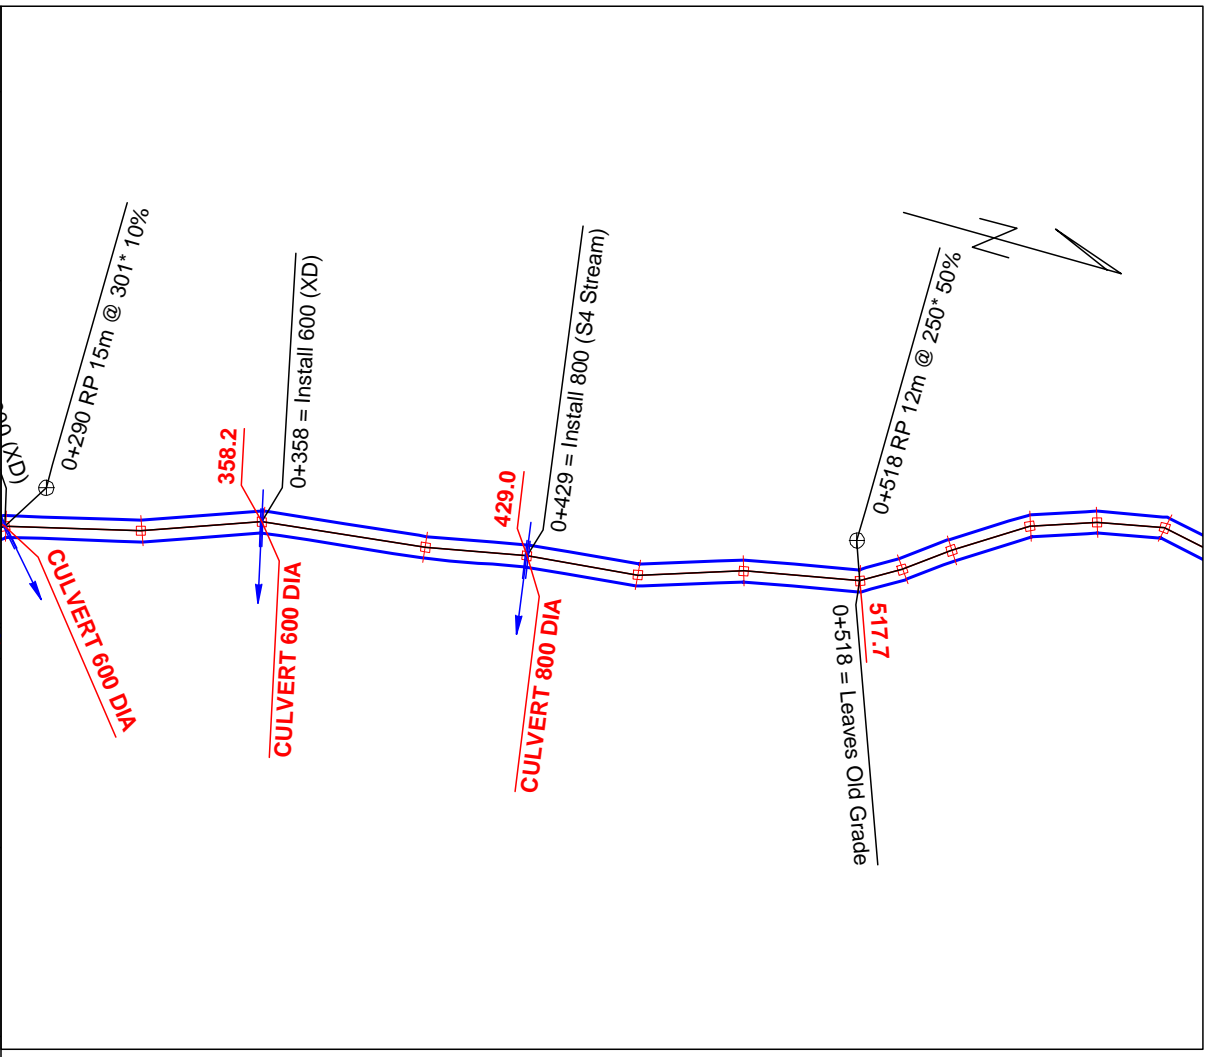 (XD)
0+290 RP 15m @ 301* 10%
358.2
0+358 = Install 600 (XD)
429.0
0+429 = Install 800 (S4 Stream)
0+518 RP 12m @ 250* 50%
N
517.7
0+518 = Leaves Old Grade
CULVERT 600 DIA
CULVERT 600 DIA
CULVERT 800 DIA